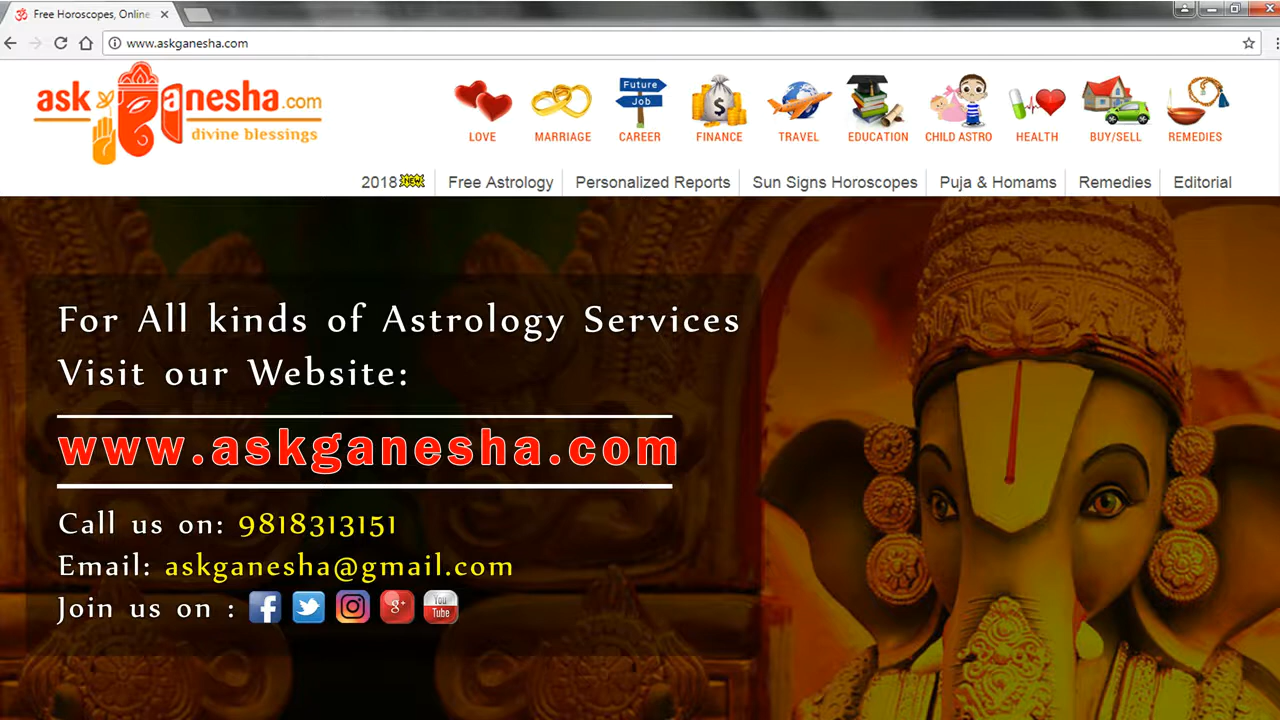 Free Horoscopes, Online
www.askganesha.com
ask Ganesha.com
divine blessings
Future
Job
$
LOVE
MARRIAGE
CAREER
FINANCE
TRAVEL
EDUCATION
CHILD ASTRO
HEALTH
BUY/SELL
REMEDIES
2018 NEW
Free Astrology
Personalized Reports
Sun Signs Horoscopes
Puja & Homams
Remedies
Editorial
For All kinds of Astrology Services
Visit our Website:
www.askganesha.com
Call us on: 9818313151
Email: askganesha@gmail.com
Join us on : f g+ You Tube